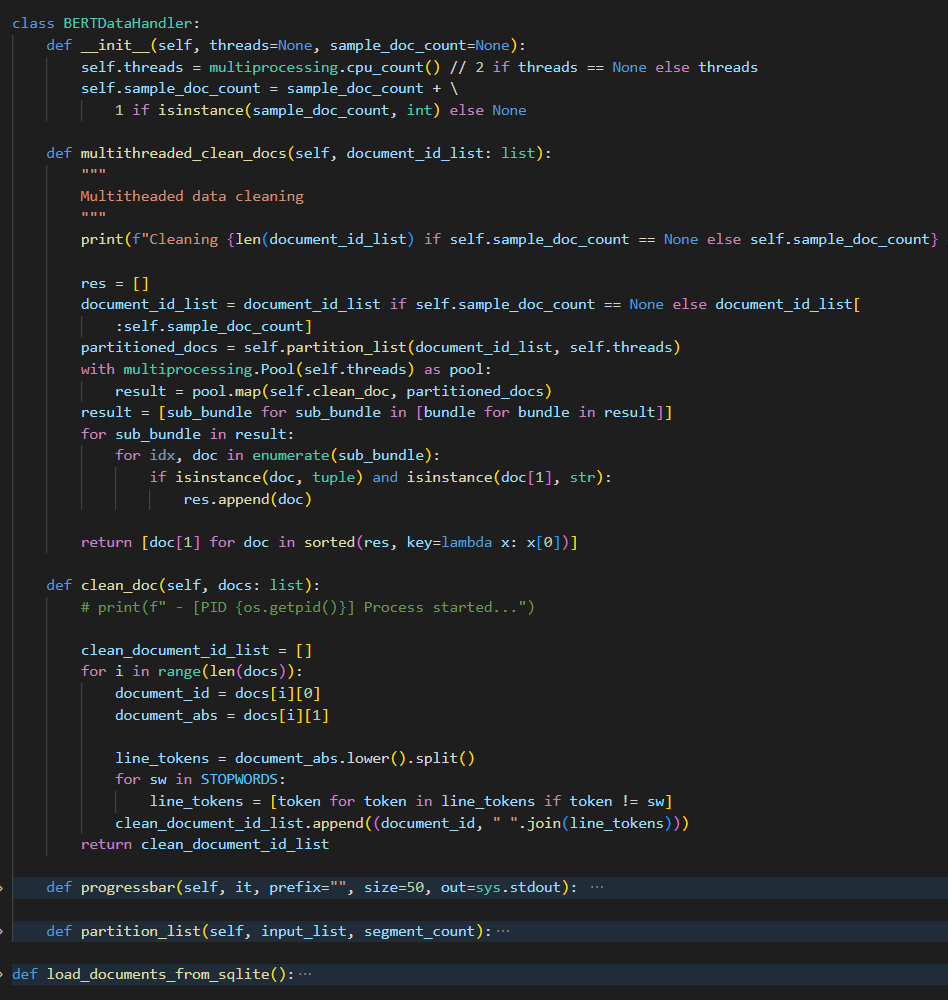 class BERTDataHandler:
    def __init__(self, threads=None, sample_doc_count=None):
        self.threads = multiprocessing.cpu_count() // 2 if threads == None else threads
        self.sample_doc_count = sample_doc_count + \
            1 if isinstance(sample_doc_count, int) else None

    def multithreaded_clean_docs(self, document_id_list: list):
        """
        Multitheaded data cleaning
        """
        print(f"Cleaning {len(document_id_list) if self.sample_doc_count == None else self.sample_doc_count}

        res = []
        document_id_list = document_id_list if self.sample_doc_count == None else document_id_list[
            :self.sample_doc_count]
        partitioned_docs = self.partition_list(document_id_list, self.threads)
        with multiprocessing.Pool(self.threads) as pool:
            result = pool.map(self.clean_doc, partitioned_docs)
        result = [sub_bundle for sub_bundle in [bundle for bundle in result]]
        for sub_bundle in result:
            for idx, doc in enumerate(sub_bundle):
                if isinstance(doc, tuple) and isinstance(doc[1], str):
                    res.append(doc)

        return [doc[1] for doc in sorted(res, key=lambda x: x[0])]

    def clean_doc(self, docs: list):
        # print(f" - [PID {os.getpid()}] Process started...")

        clean_document_id_list = []
        for i in range(len(docs)):
            document_id = docs[i][0]
            document_abs = docs[i][1]

            line_tokens = document_abs.lower().split()
            for sw in STOPWORDS:
                line_tokens = [token for token in line_tokens if token != sw]
            clean_document_id_list.append((document_id, " ".join(line_tokens)))
        return clean_document_id_list

    def progressbar(self, it, prefix="", size=50, out=sys.stdout): ···

    def partition_list(self, input_list, segment_count):···

def load_documents_from_sqlite():···